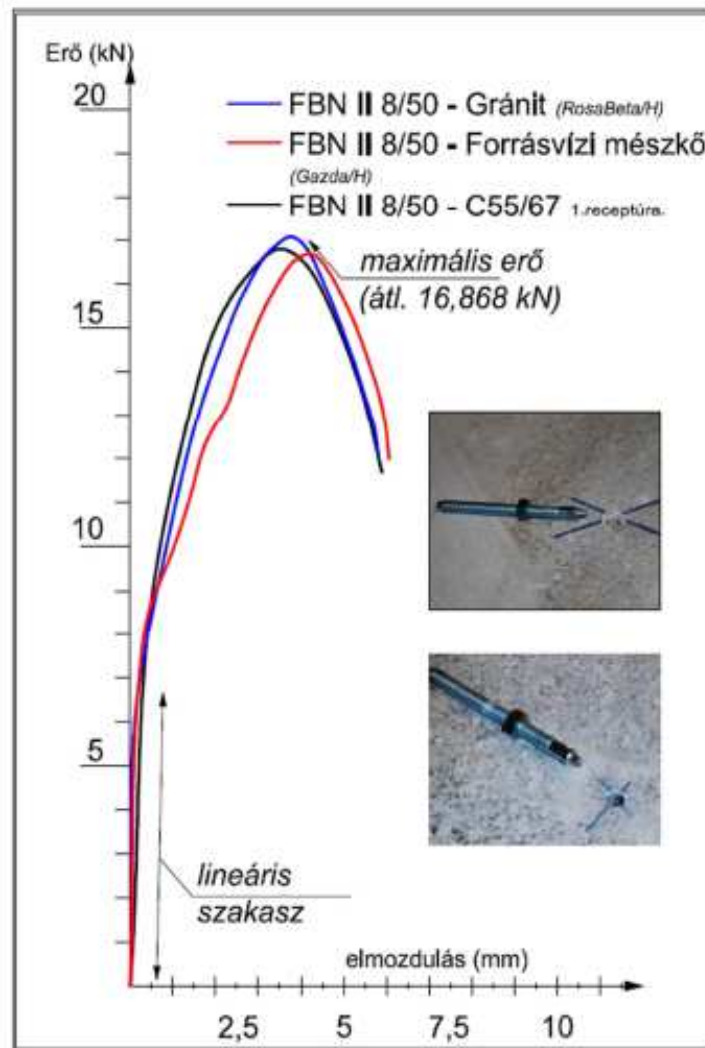 Erő (kN)
20
FBN II 8/50 - Gránit (RosaBeta/H)
FBN II 8/50 - Forrásvízi mészkő
(Gazda/H)
FBN II 8/50 - C55/67 1.receptúra.
maximális erő
(átl. 16,868 kN)
15
10
5
lineáris
szakasz
elmozdulás (mm)
2,5 5 7,5 10